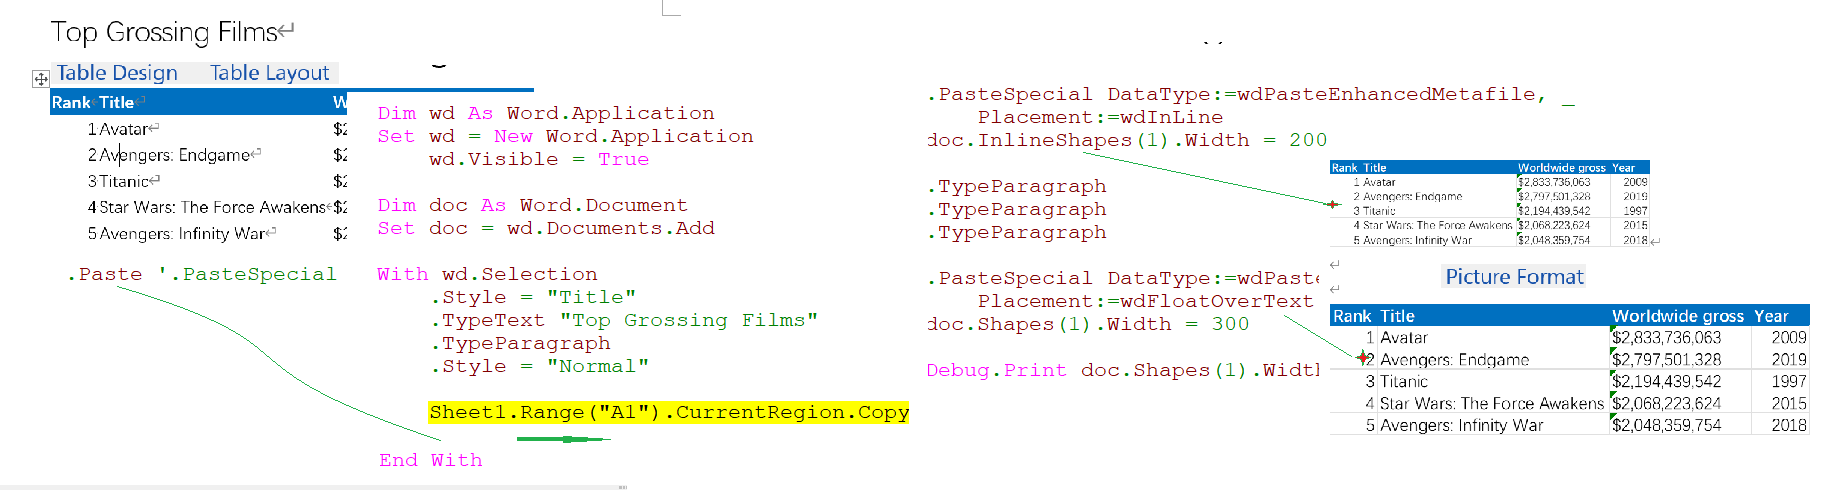 Top Grossing Films
Table Design Table Layout
Rank Title W
1 Avatar $2
2 Avengers: Endgame $2
3 Titanic $2
4 Star Wars: The Force Awakens $2
5 Avengers: Infinity War $2
.Paste '.PasteSpecial
Dim wd As Word.Application
Set wd = New Word.Application
wd.Visible = True
Dim doc As Word.Document
Set doc = wd.Documents.Add
With wd.Selection
.Style = "Title"
.TypeText "Top Grossing Films"
.TypeParagraph
.Style = "Normal"
Sheet1.Range("A1").CurrentRegion.Copy
End With
.PasteSpecial DataType:=wdPasteEnhancedMetafile, _
Placement:=wdInLine
doc.InlineShapes(1).Width = 200
.TypeParagraph
.TypeParagraph
.TypeParagraph
.PasteSpecial DataType:=wdPaste
Placement:=wdFloatOverText
doc.Shapes(1).Width = 300
Debug.Print doc.Shapes(1).Width
Rank Title Worldwide gross Year
1 Avatar $2,833,736,063 2009
2 Avengers: Endgame $2,797,501,328 2019
3 Titanic $2,194,439,542 1997
4 Star Wars: The Force Awakens $2,068,223,624 2015
5 Avengers: Infinity War $2,048,359,754 2018
Picture Format
Rank Title Worldwide gross Year
1 Avatar $2,833,736,063 2009
2 Avengers: Endgame $2,797,501,328 2019
3 Titanic $2,194,439,542 1997
4 Star Wars: The Force Awakens $2,068,223,624 2015
5 Avengers: Infinity War $2,048,359,754 2018